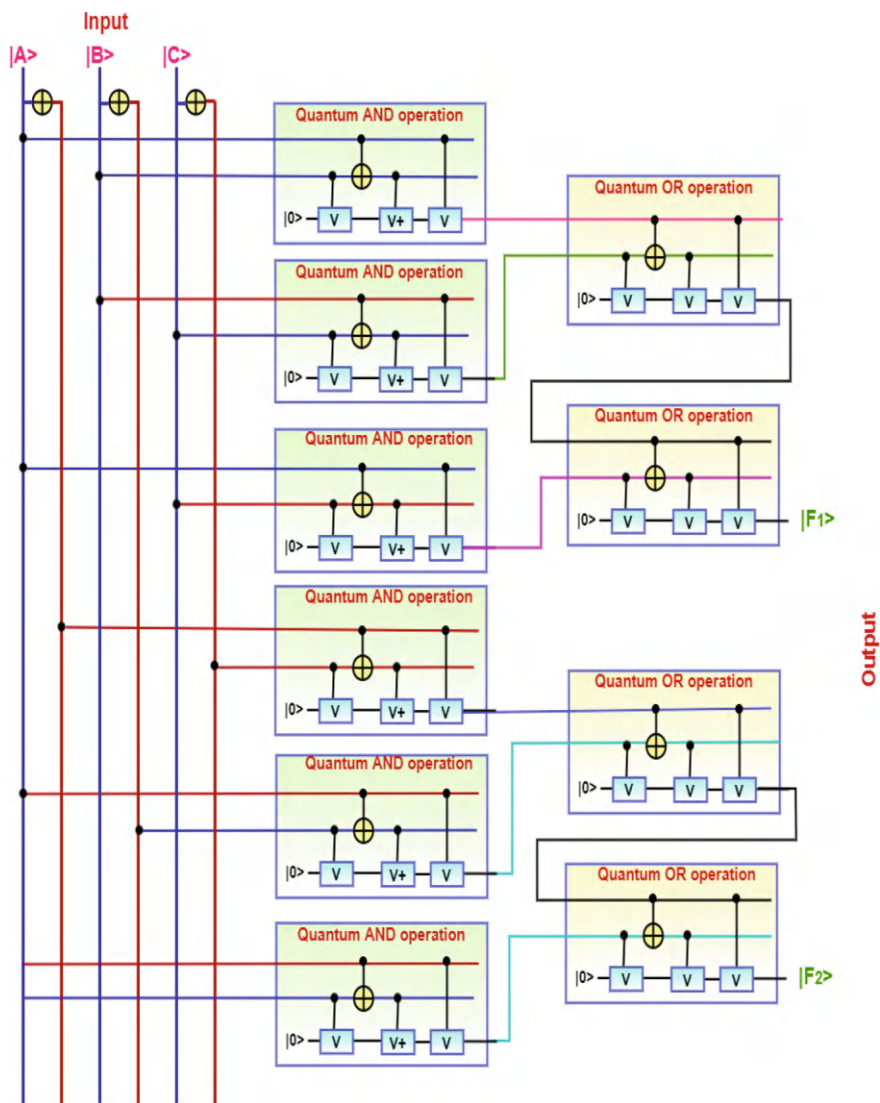 Input
|A> |B> |C>
Quantum AND operation
|0> V V+ V
Quantum OR operation
|0> V V V
Quantum AND operation
|0> V V+ V
Quantum OR operation
|0> V V V |F1>
Quantum AND operation
|0> V V+ V
Quantum AND operation
|0> V V+ V
Output
Quantum OR operation
|0> V V V
Quantum AND operation
|0> V V+ V
Quantum OR operation
|0> V V V |F2>
Quantum AND operation
|0> V V+ V